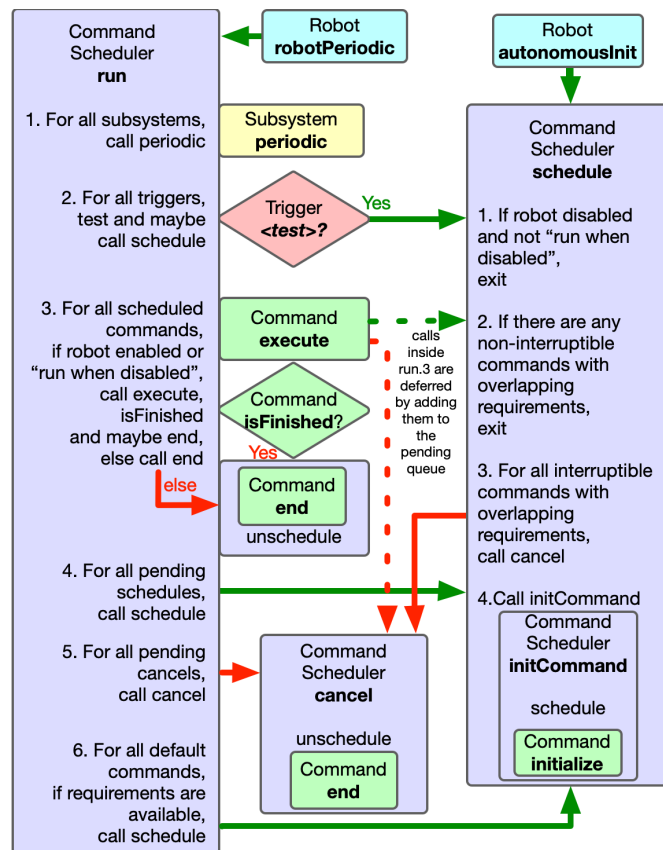 Command
Scheduler
run
Robot
robotPeriodic
Robot
autonomousInit
1. For all subsystems,
call periodic
Subsystem
periodic
2. For all triggers,
test and maybe
call schedule
Trigger
<test>?
Yes
3. For all scheduled
commands,
if robot enabled or
“run when disabled”,
call execute,
isFinished
and maybe end,
else call end
else
Command
execute
Command
isFinished?
Yes
Command
end
unschedule
calls
inside
run.3 are
deferred
by adding
them to
the
pending
queue
4. For all pending
schedules,
call schedule
5. For all pending
cancels,
call cancel
6. For all default
commands,
if requirements are
available,
call schedule
Command
Scheduler
cancel
unschedule
Command
end
Command
Scheduler
schedule
1. If robot disabled
and not “run when
disabled”,
exit
2. If there are any
non-interruptible
commands with
overlapping
requirements,
exit
3. For all interruptible
commands with
overlapping
requirements,
call cancel
4.Call initCommand
Command
Scheduler
initCommand
schedule
Command
initialize